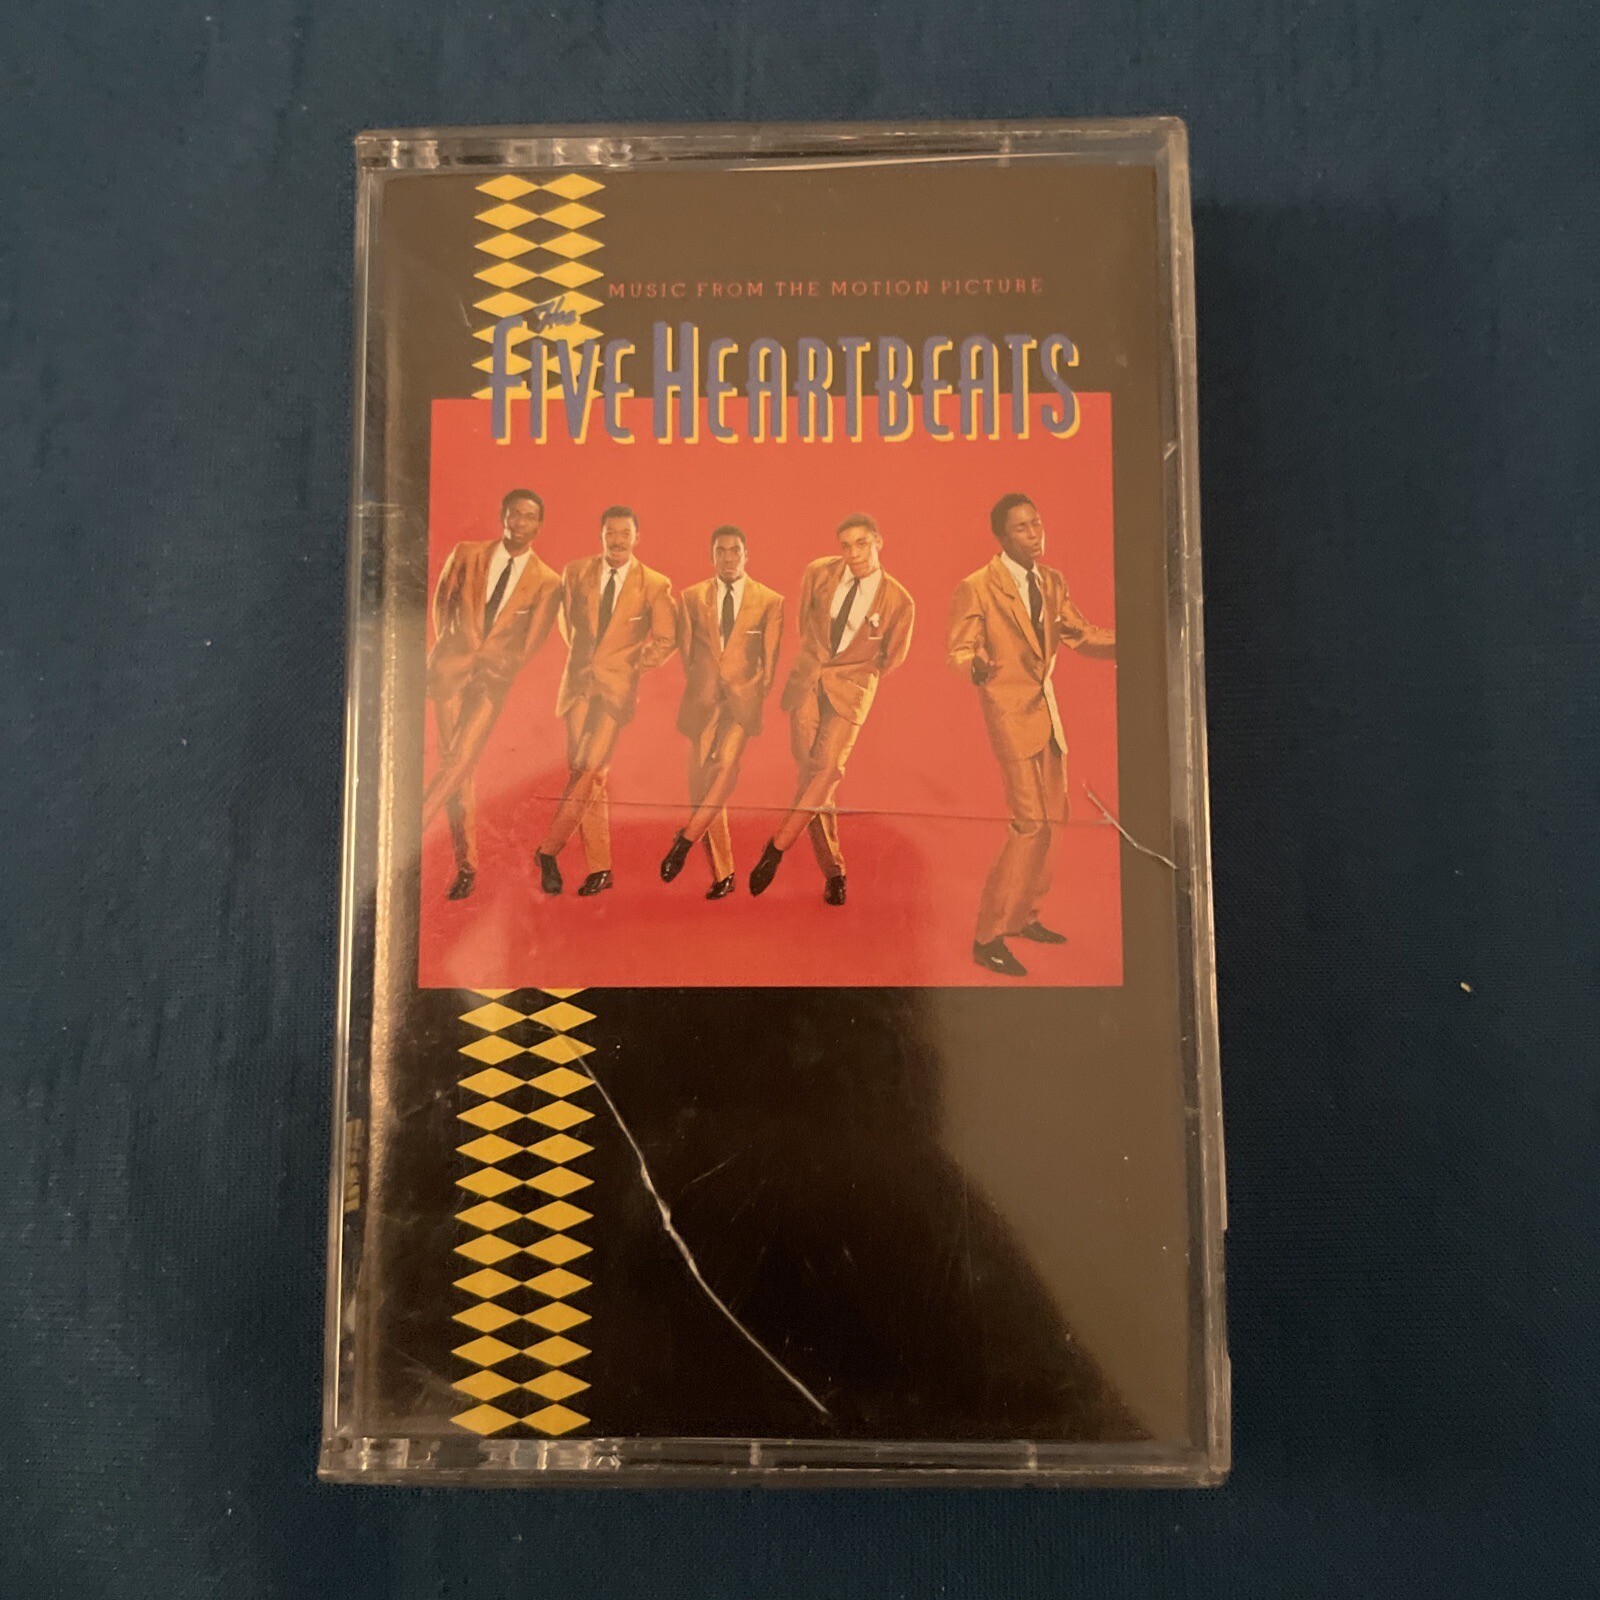 MUSIC FROM THE MOTION PICTURE
The
FIVE HEARTBEATS